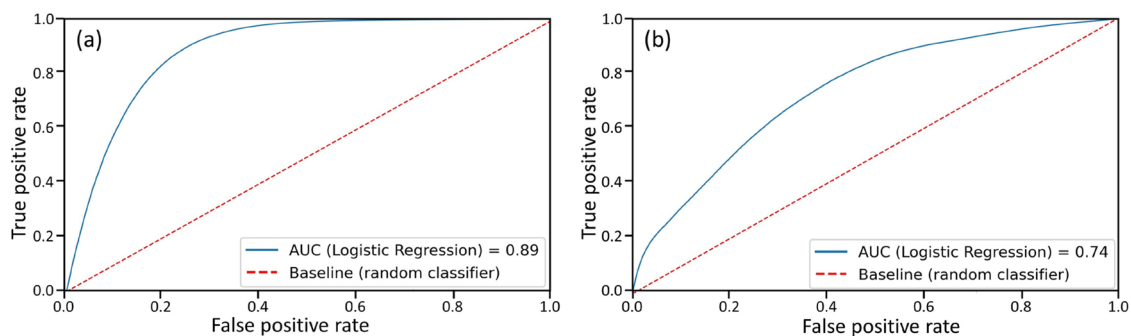 (a)
True positive rate
1.0
0.8
0.6
0.4
0.2
0.0
AUC (Logistic Regression) = 0.89
Baseline (random classifier)
0.0 0.2 0.4 0.6 0.8 1.0
False positive rate
(b)
True positive rate
1.0
0.8
0.6
0.4
0.2
0.0
AUC (Logistic Regression) = 0.74
Baseline (random classifier)
0.0 0.2 0.4 0.6 0.8 1.0
False positive rate